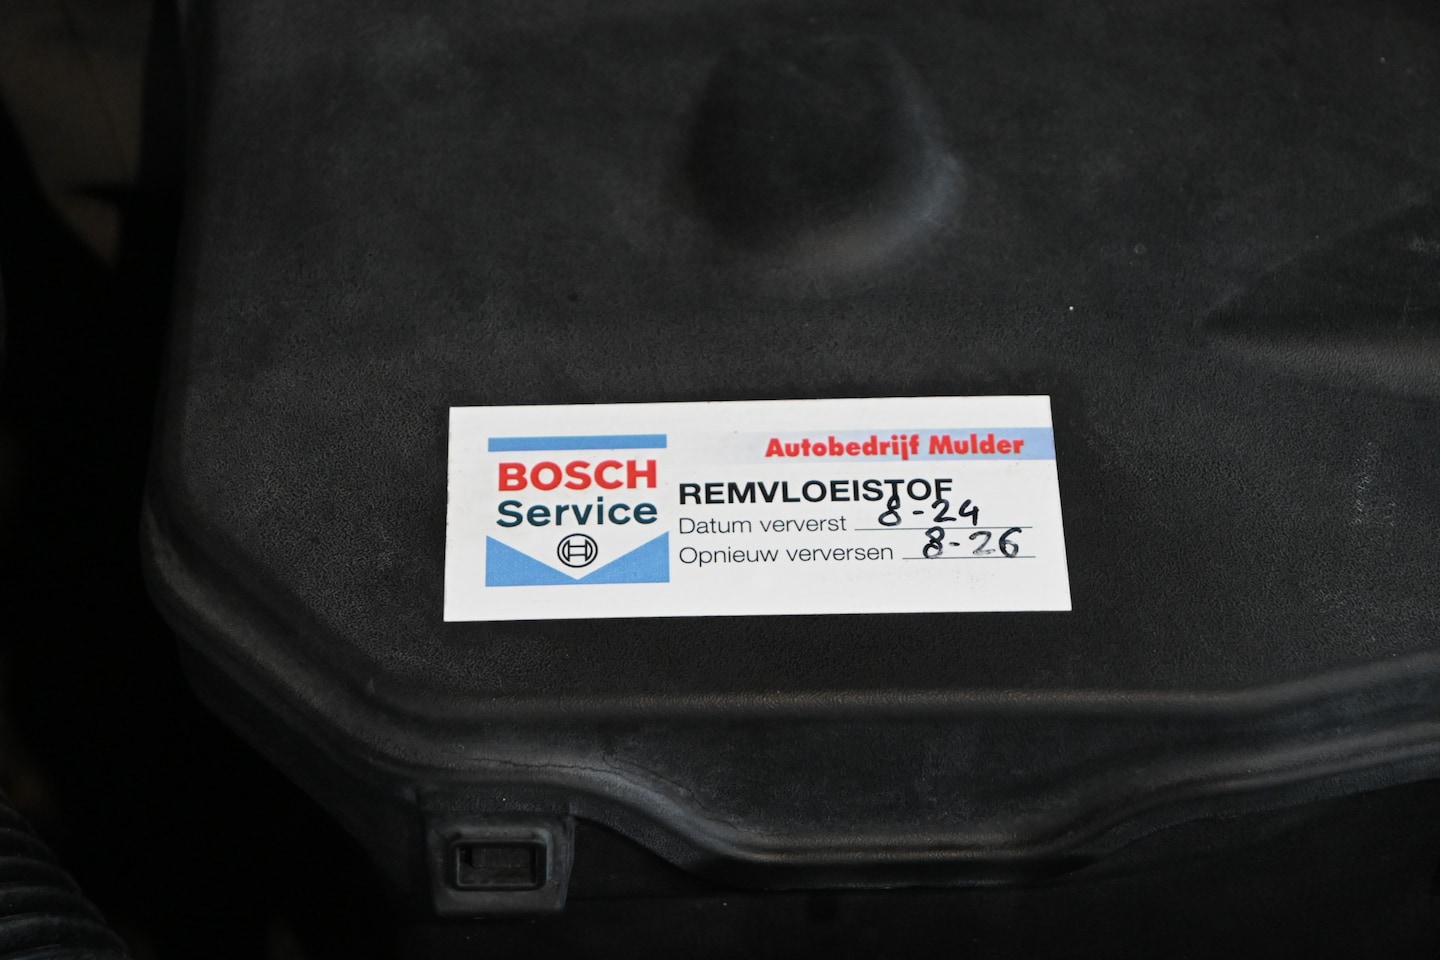 Autobedrijf Mulder
BOSCH
Service
REMVLOEISTOF
Datum ververst 8-24
Opnieuw verversen 8-26